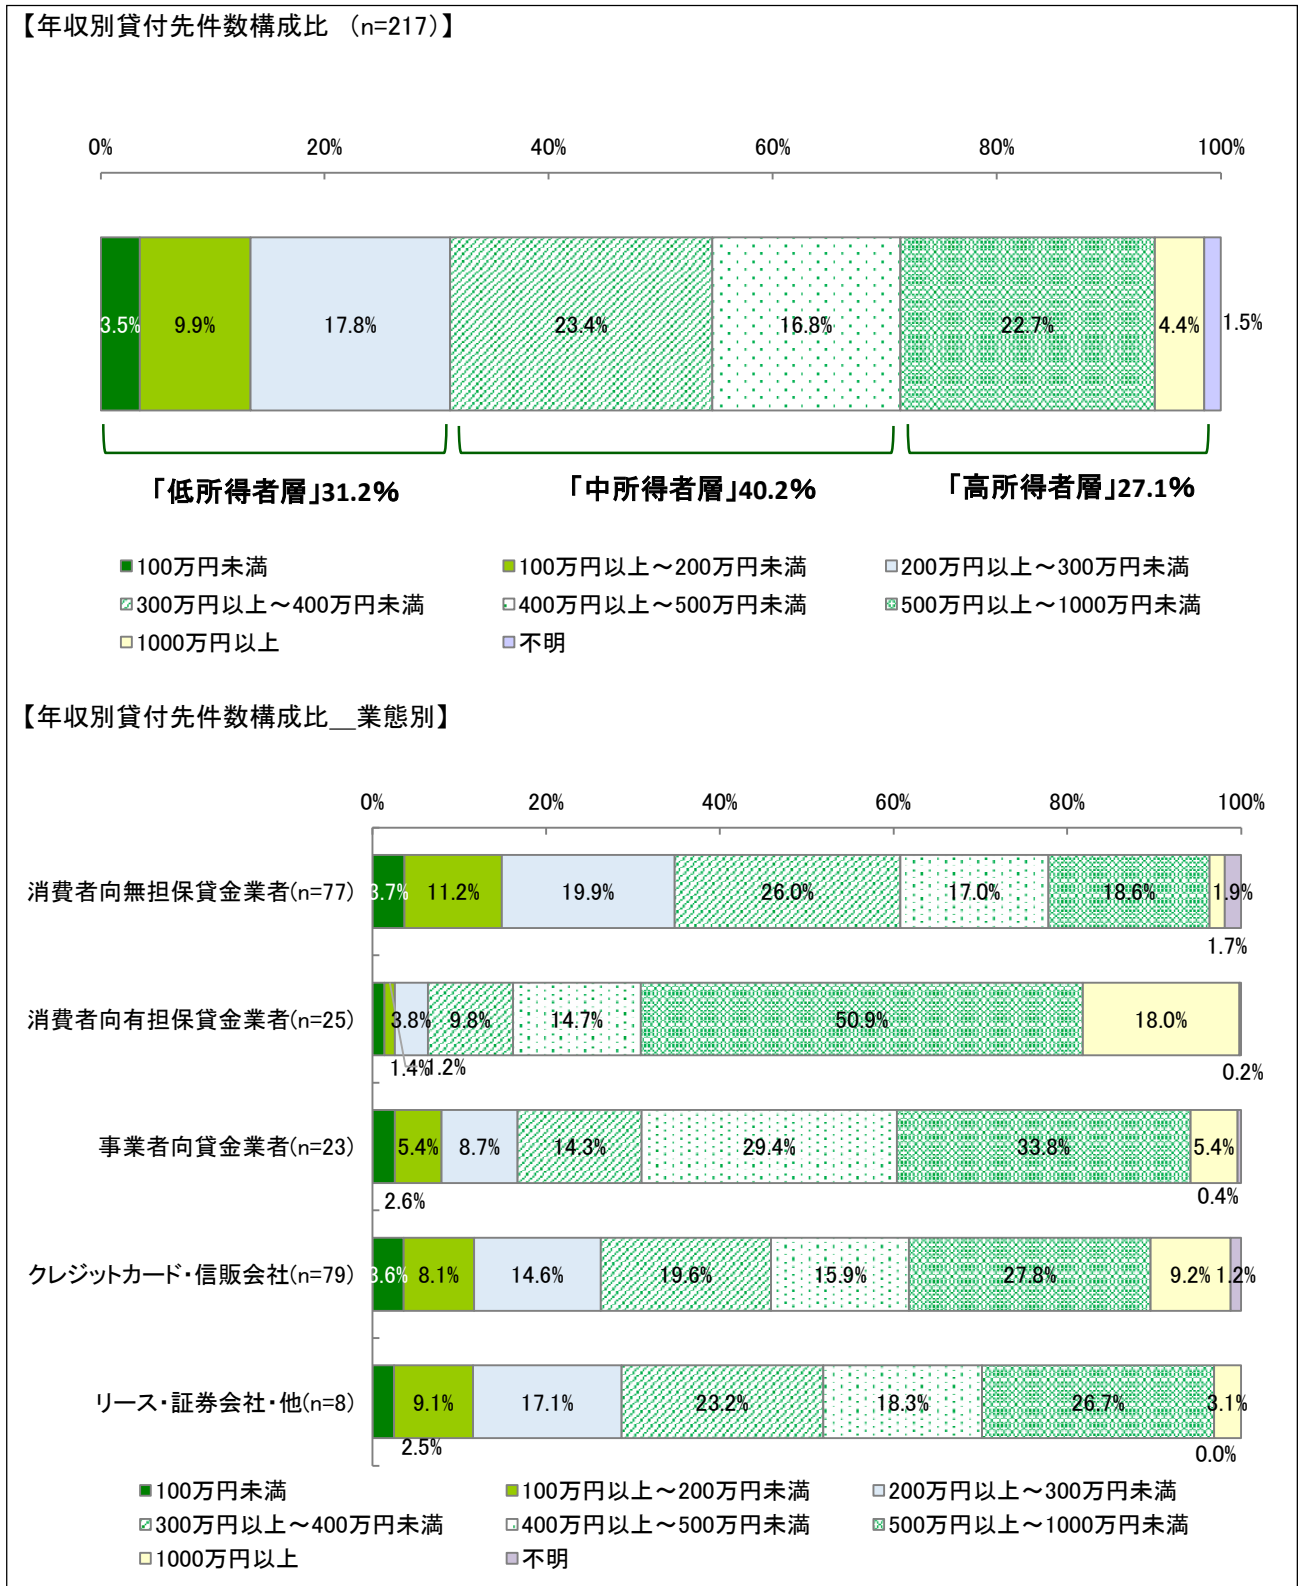 【年収別貸付先件数構成比　（n=217）】
0% 20% 40% 60% 80% 100%
3.5% 9.9% 17.8% 23.4% 16.8% 22.7% 4.4% 1.5%
「低所得者層」31.2% 「中所得者層」40.2% 「高所得者層」27.1%
100万円未満 100万円以上～200万円未満 200万円以上～300万円未満
300万円以上～400万円未満 400万円以上～500万円未満 500万円以上～1000万円未満
1000万円以上 不明
【年収別貸付先件数構成比__業態別】
0% 20% 40% 60% 80% 100%
消費者向無担保貸金業者(n=77) 3.7% 11.2% 19.9% 26.0% 17.0% 18.6% 1.9%
1.7%
消費者向有担保貸金業者(n=25) 3.8% 9.8% 14.7% 50.9% 18.0%
1.4% 1.2% 0.2%
事業者向貸金業者(n=23) 5.4% 8.7% 14.3% 29.4% 33.8% 5.4%
2.6% 0.4%
クレジットカード・信販会社(n=79) 3.6% 8.1% 14.6% 19.6% 15.9% 27.8% 9.2% 1.2%
リース・証券会社・他(n=8) 9.1% 17.1% 23.2% 18.3% 26.7% 3.1%
2.5% 0.0%
100万円未満 100万円以上～200万円未満 200万円以上～300万円未満
300万円以上～400万円未満 400万円以上～500万円未満 500万円以上～1000万円未満
1000万円以上 不明